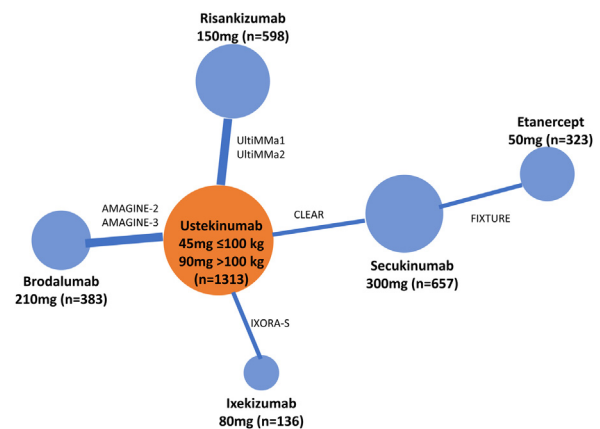 Risankizumab
150mg (n=598)
UltiMMa1
UltiMMa2
Etanercept
50mg (n=323)
AMAGINE-2
AMAGINE-3
Ustekinumab
45mg ≤100 kg
90mg >100 kg
(n=1313)
CLEAR
FIXTURE
Brodalumab
210mg (n=383)
Secukinumab
300mg (n=657)
IXORA-S
Ixekizumab
80mg (n=136)